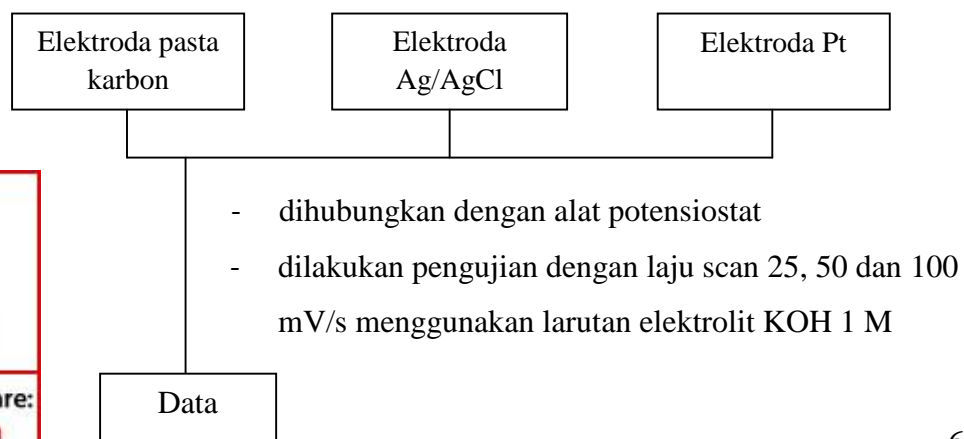 Elektroda pasta
karbon
Elektroda
Ag/AgCl
Elektroda Pt
- dihubungkan dengan alat potensiostat
- dilakukan pengujian dengan laju scan 25, 50 dan 100
mV/s menggunakan larutan elektrolit KOH 1 M
Data